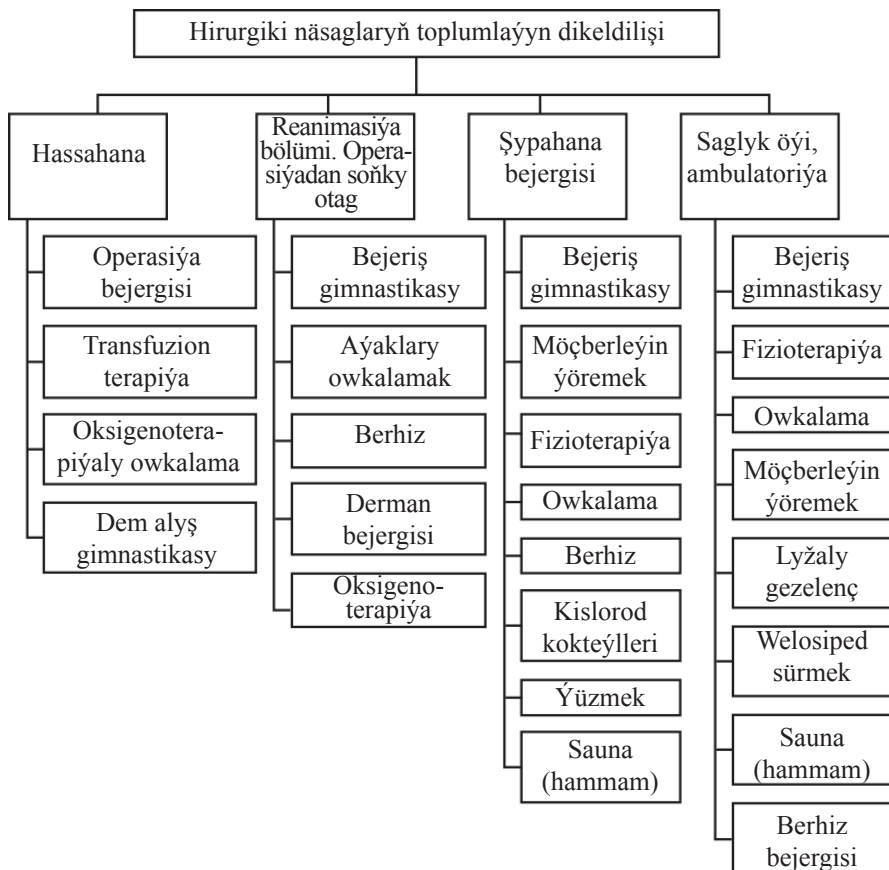 Hirurgiki näsaglaryň toplumlaýyn dikeldilişi
Hassahana
Operasiýa
bejergisi
Transfuzion
terapiýa
Oksigenotera-
piýaly owkalama
Dem alyş
gimnastikasy
Reanimasiýa
bölümi. Opera-
siýadan soňky
otag
Bejeriş
gimnastikasy
Aýaklary
owkalamak
Berhiz
Derman
bejergisi
Oksigeno-
terapiýa
Şypahana
bejergisi
Bejeriş
gimnastikasy
Möçberleýin
ýöremek
Fizioterapiýa
Owkalama
Berhiz
Kislorod
kokteýlleri
Ýüzmek
Sauna
(hammam)
Saglyk öýi,
ambulatoriýa
Bejeriş
gimnastikasy
Fizioterapiýa
Owkalama
Möçberleýin
ýöremek
Lyžaly
gezelenç
Welosiped
sürmek
Sauna
(hammam)
Berhiz
bejergisi